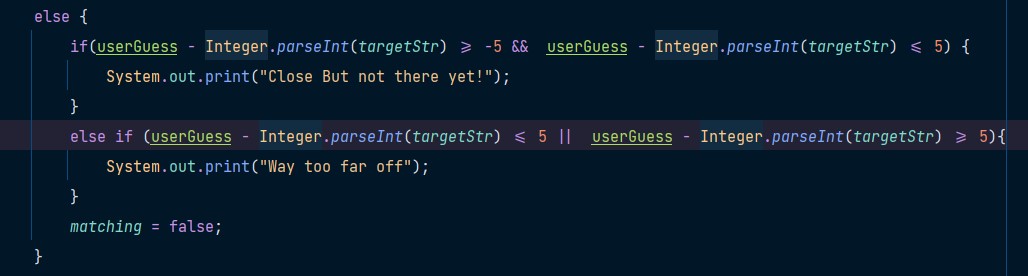 else {
if(userGuess - Integer.parseInt(targetStr) >= -5 && userGuess - Integer.parseInt(targetStr) <= 5) {
System.out.print("Close But not there yet!");
}
else if (userGuess - Integer.parseInt(targetStr) <= 5 || userGuess - Integer.parseInt(targetStr) >= 5){
System.out.print("Way too far off");
}
matching = false;
}